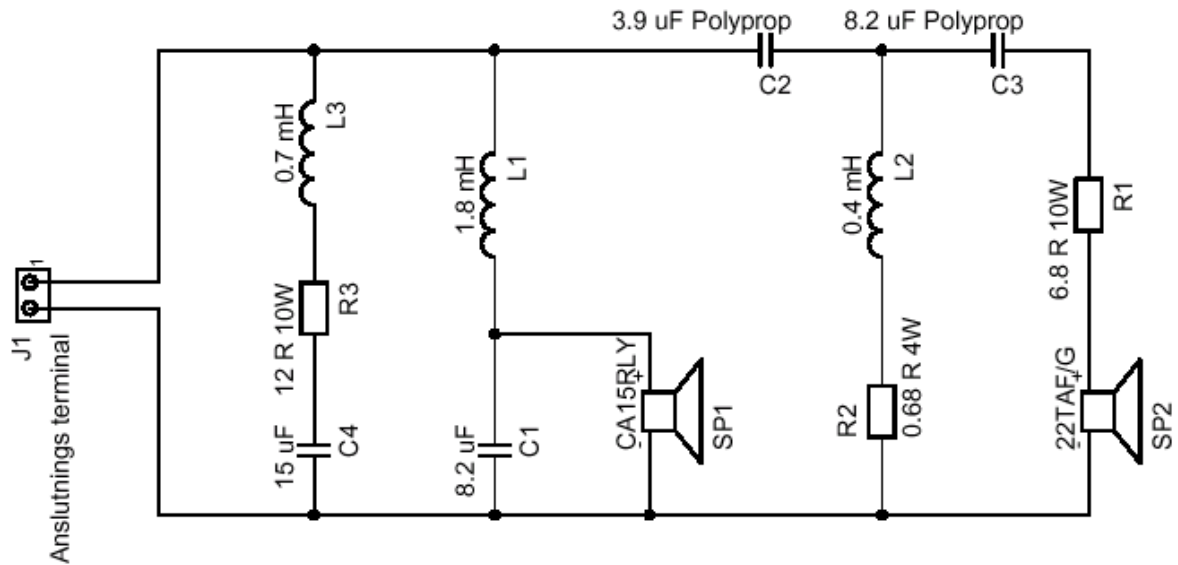 3.9 uF Polyprop
8.2 uF Polyprop
C2
C3
0.7 mH
L3
1.8 mH
L1
0.4 mH
L2
6.8 R 10W
R1
J1
1
Anslutnings terminal
12 R 10W
R3
CA15RLY
+
-
SP1
R2
0.68 R 4W
22TAF/G
+
-
SP2
15 uF
C4
8.2 uF
C1